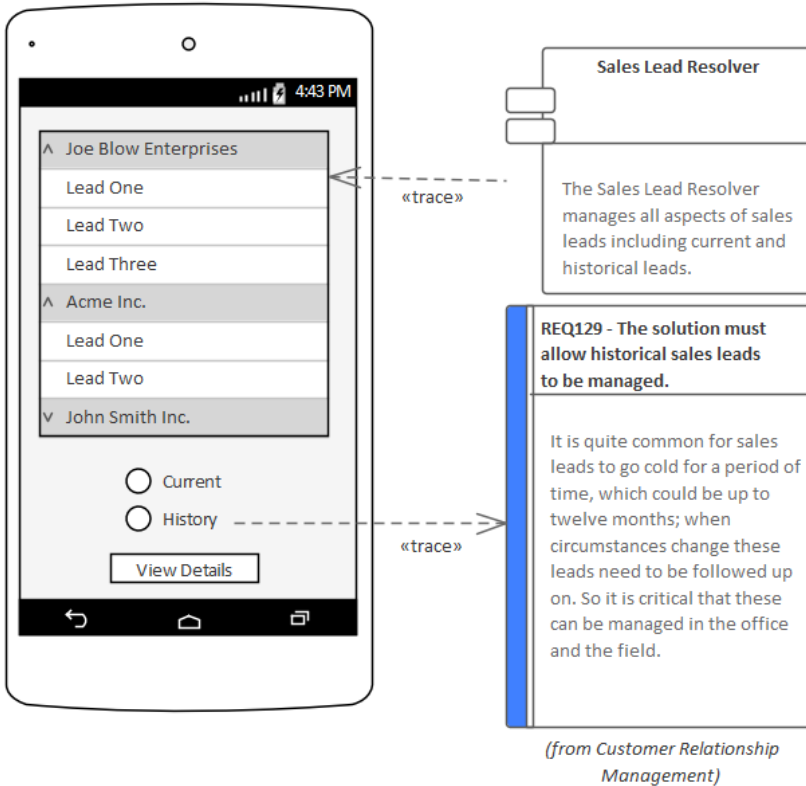 4:43 PM
Joe Blow Enterprises
Lead One
Lead Two
Lead Three
Acme Inc.
Lead One
Lead Two
John Smith Inc.
Current
History
View Details
«trace»
«trace»
Sales Lead Resolver
The Sales Lead Resolver
manages all aspects of sales
leads including current and
historical leads.
REQ129 - The solution must
allow historical sales leads
to be managed.
It is quite common for sales
leads to go cold for a period of
time, which could be up to
twelve months; when
circumstances change these
leads need to be followed up
on. So it is critical that these
can be managed in the office
and the field.
(from Customer Relationship
Management)